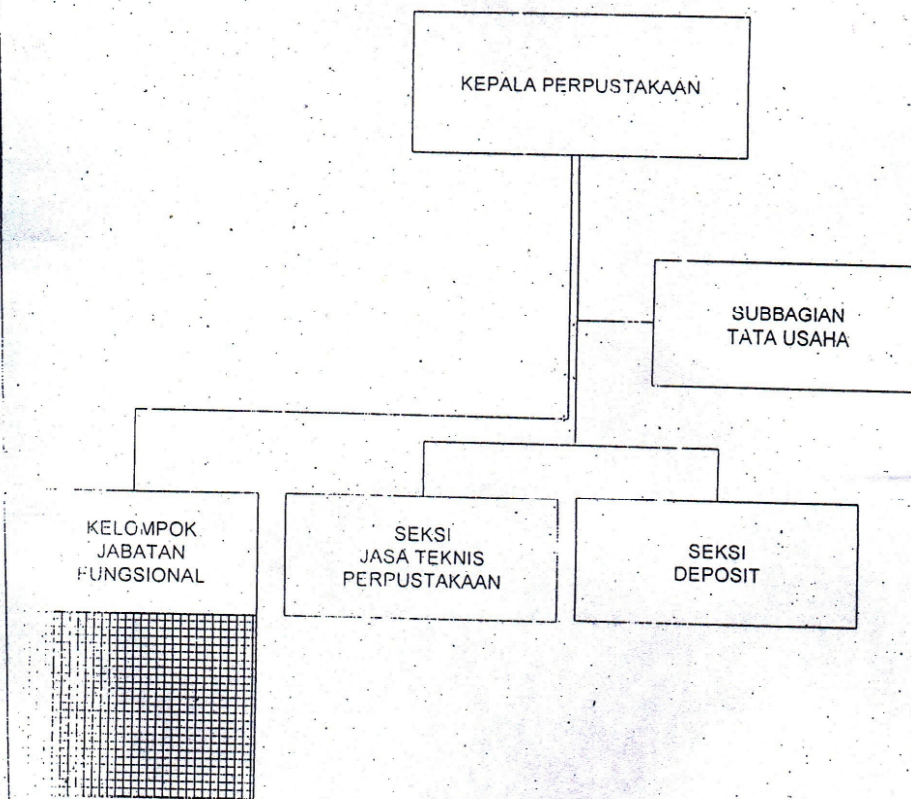 KEPALA PERPUSTAKAAN
SUBBAGIAN
TATA USAHA
KELOMPOK
JABATAN
FUNGSIONAL
SEKSI
JASA TEKNIS
PERPUSTAKAAN
SEKSI
DEPOSIT